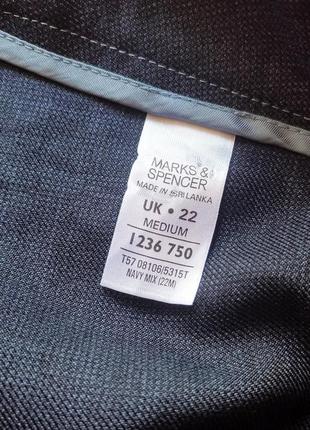 MARKS &
SPENCER
MADE IN SRI LANKA
UK • 22
MEDIUM
1236 750
T57 08106/5315T
NAVY MIX (22M)